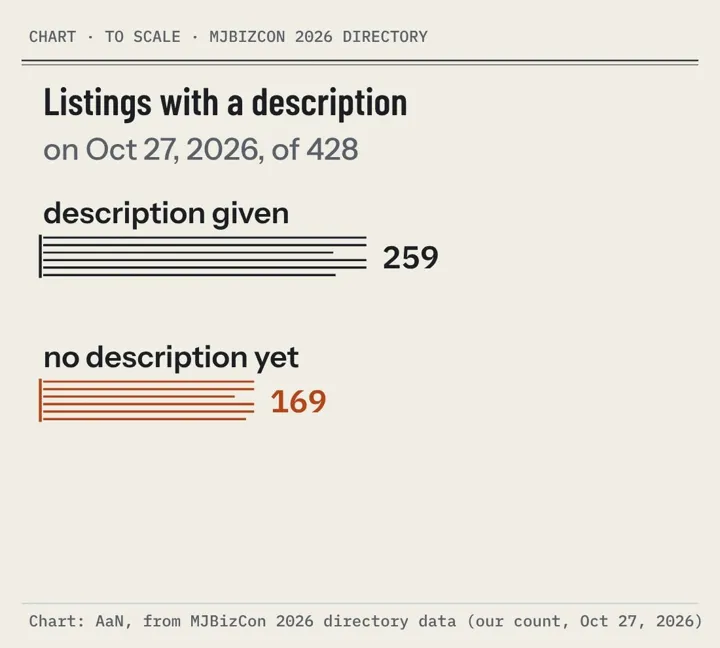 CHART · TO SCALE · MJBIZCON 2026 DIRECTORY
Listings with a description
on Oct 27, 2026, of 428
description given
259
no description yet
169
Chart: AaN, from MJBizCon 2026 directory data (our count, Oct 27, 2026)